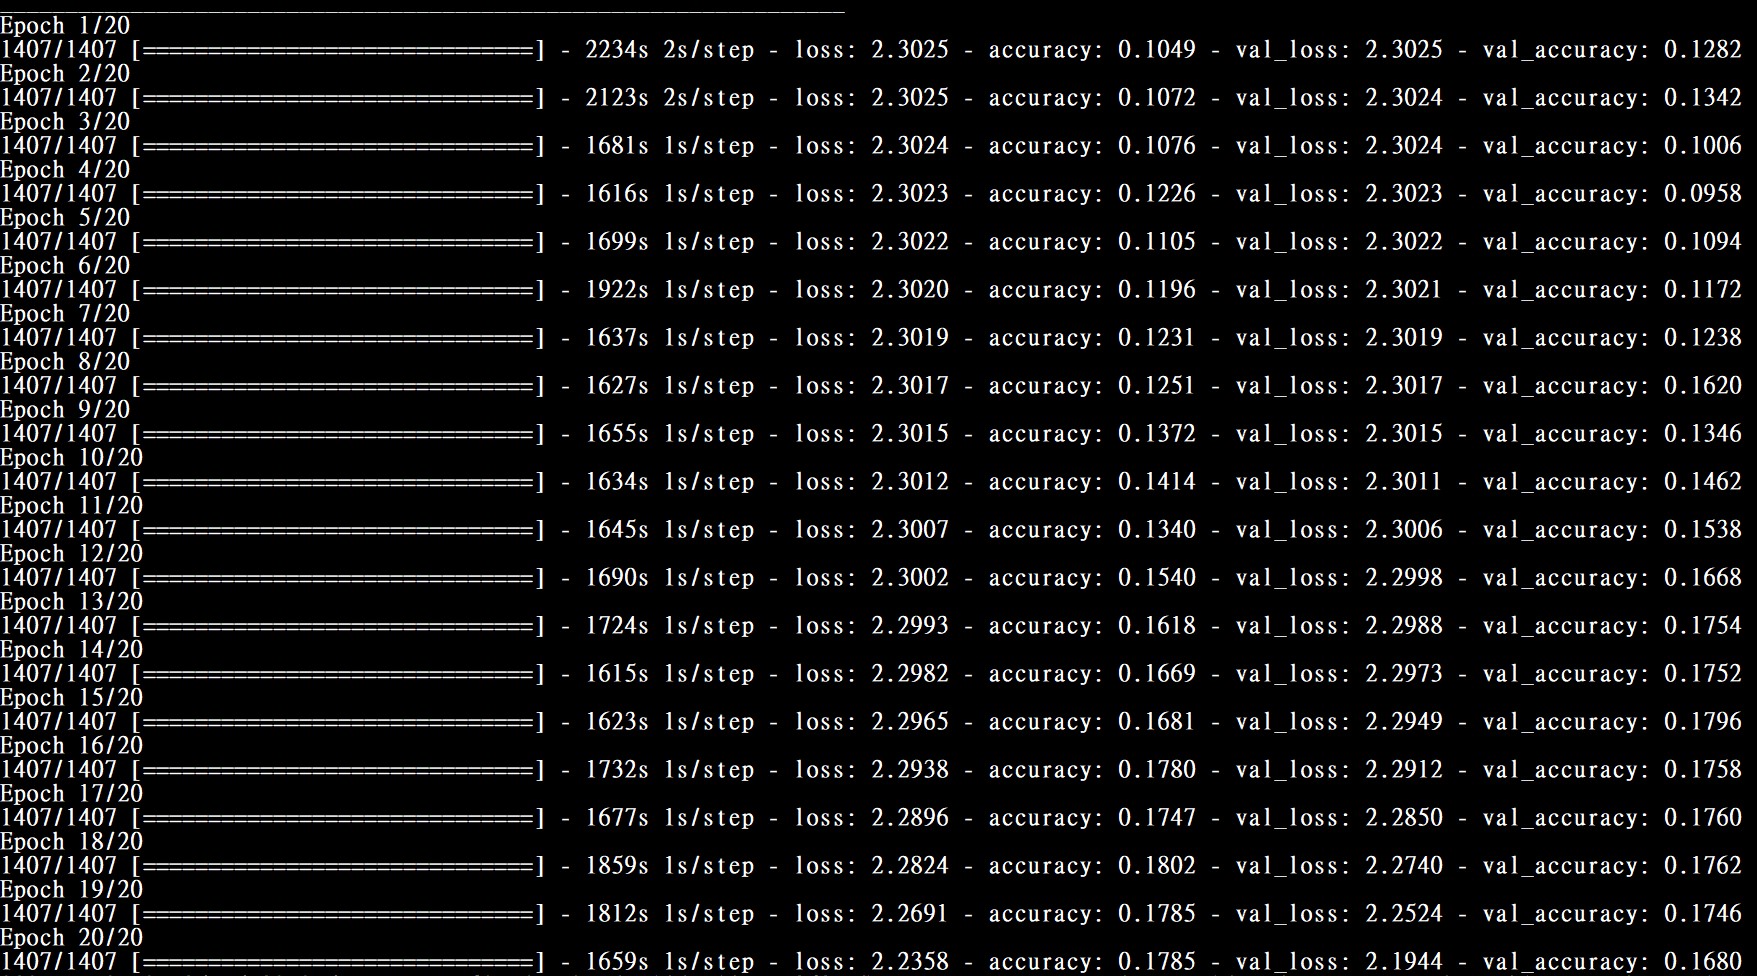 Epoch 1/20
1407/1407 [==============================] - 2234s 2s/step - loss: 2.3025 - accuracy: 0.1049 - val_loss: 2.3025 - val_accuracy: 0.1282
Epoch 2/20
1407/1407 [==============================] - 2123s 2s/step - loss: 2.3025 - accuracy: 0.1072 - val_loss: 2.3024 - val_accuracy: 0.1342
Epoch 3/20
1407/1407 [==============================] - 1681s 1s/step - loss: 2.3024 - accuracy: 0.1076 - val_loss: 2.3024 - val_accuracy: 0.1006
Epoch 4/20
1407/1407 [==============================] - 1616s 1s/step - loss: 2.3023 - accuracy: 0.1226 - val_loss: 2.3023 - val_accuracy: 0.0958
Epoch 5/20
1407/1407 [==============================] - 1699s 1s/step - loss: 2.3022 - accuracy: 0.1105 - val_loss: 2.3022 - val_accuracy: 0.1094
Epoch 6/20
1407/1407 [==============================] - 1922s 1s/step - loss: 2.3020 - accuracy: 0.1196 - val_loss: 2.3021 - val_accuracy: 0.1172
Epoch 7/20
1407/1407 [==============================] - 1637s 1s/step - loss: 2.3019 - accuracy: 0.1231 - val_loss: 2.3019 - val_accuracy: 0.1238
Epoch 8/20
1407/1407 [==============================] - 1627s 1s/step - loss: 2.3017 - accuracy: 0.1251 - val_loss: 2.3017 - val_accuracy: 0.1620
Epoch 9/20
1407/1407 [==============================] - 1655s 1s/step - loss: 2.3015 - accuracy: 0.1372 - val_loss: 2.3015 - val_accuracy: 0.1346
Epoch 10/20
1407/1407 [==============================] - 1634s 1s/step - loss: 2.3012 - accuracy: 0.1414 - val_loss: 2.3011 - val_accuracy: 0.1462
Epoch 11/20
1407/1407 [==============================] - 1645s 1s/step - loss: 2.3007 - accuracy: 0.1340 - val_loss: 2.3006 - val_accuracy: 0.1538
Epoch 12/20
1407/1407 [==============================] - 1690s 1s/step - loss: 2.3002 - accuracy: 0.1540 - val_loss: 2.2998 - val_accuracy: 0.1668
Epoch 13/20
1407/1407 [==============================] - 1724s 1s/step - loss: 2.2993 - accuracy: 0.1618 - val_loss: 2.2988 - val_accuracy: 0.1754
Epoch 14/20
1407/1407 [==============================] - 1615s 1s/step - loss: 2.2982 - accuracy: 0.1669 - val_loss: 2.2973 - val_accuracy: 0.1752
Epoch 15/20
1407/1407 [==============================] - 1623s 1s/step - loss: 2.2965 - accuracy: 0.1681 - val_loss: 2.2949 - val_accuracy: 0.1796
Epoch 16/20
1407/1407 [==============================] - 1732s 1s/step - loss: 2.2938 - accuracy: 0.1780 - val_loss: 2.2912 - val_accuracy: 0.1758
Epoch 17/20
1407/1407 [==============================] - 1677s 1s/step - loss: 2.2896 - accuracy: 0.1747 - val_loss: 2.2850 - val_accuracy: 0.1760
Epoch 18/20
1407/1407 [==============================] - 1859s 1s/step - loss: 2.2824 - accuracy: 0.1802 - val_loss: 2.2740 - val_accuracy: 0.1762
Epoch 19/20
1407/1407 [==============================] - 1812s 1s/step - loss: 2.2691 - accuracy: 0.1785 - val_loss: 2.2524 - val_accuracy: 0.1746
Epoch 20/20
1407/1407 [==============================] - 1659s 1s/step - loss: 2.2358 - accuracy: 0.1785 - val_loss: 2.1944 - val_accuracy: 0.1680